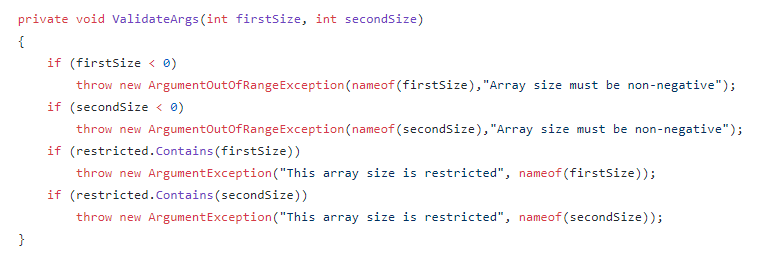 private void ValidateArgs(int firstSize, int secondSize)
{
    if (firstSize < 0)
        throw new ArgumentOutOfRangeException(nameof(firstSize),"Array size must be non-negative");
    if (secondSize < 0)
        throw new ArgumentOutOfRangeException(nameof(secondSize),"Array size must be non-negative");
    if (restricted.Contains(firstSize))
        throw new ArgumentException("This array size is restricted", nameof(firstSize));
    if (restricted.Contains(secondSize))
        throw new ArgumentException("This array size is restricted", nameof(secondSize));
}